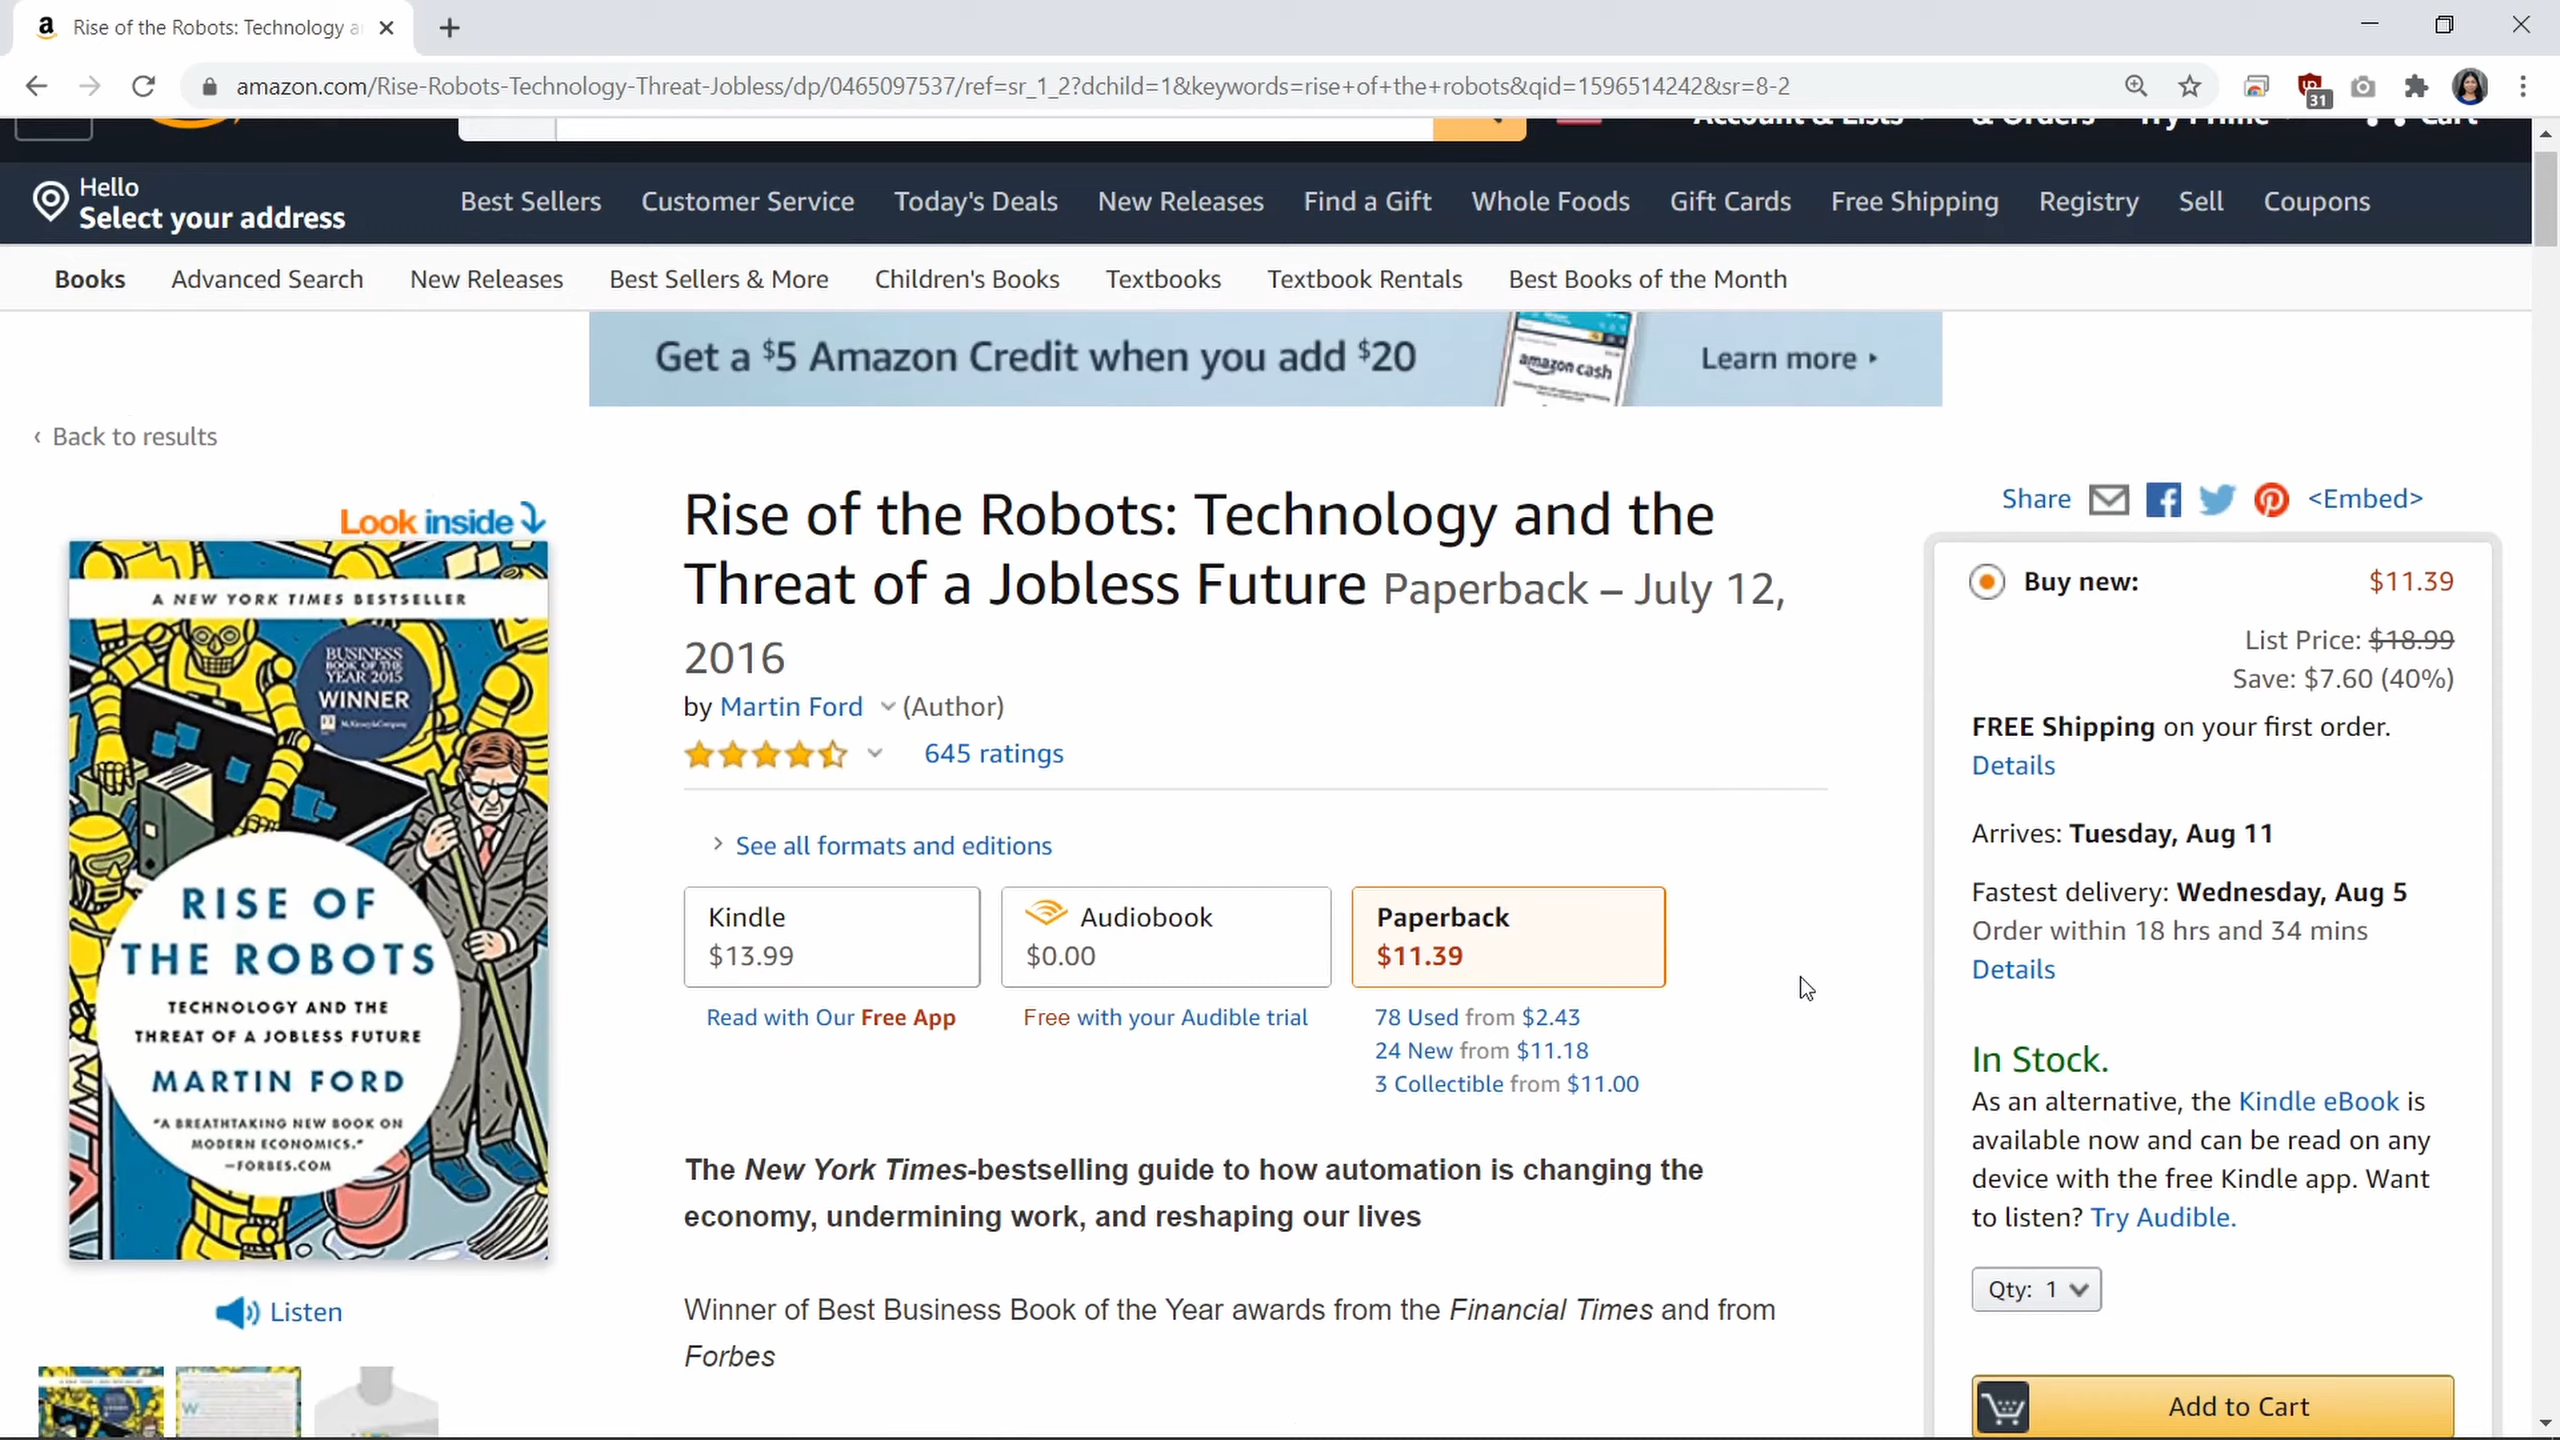 Rise of the Robots: Technology a
amazon.com/Rise-Robots-Technology-Threat-Jobless/dp/0465097537/ref=sr_1_2?dchild=1&keywords=rise+of+the+robots&qid=1596514242&sr=8-2
31
Account & Lists & Orders Try Prime Cart
Hello
Select your address
Best Sellers Customer Service Today's Deals New Releases Find a Gift Whole Foods Gift Cards Free Shipping Registry Sell Coupons
Books Advanced Search New Releases Best Sellers & More Children's Books Textbooks Textbook Rentals Best Books of the Month
Get a $5 Amazon Credit when you add $20
amazon cash
Learn more
‹ Back to results
Look inside
A NEW YORK TIMES BESTSELLER
BUSINESS
BOOK OF THE
YEAR 2015
WINNER
McKinsey&Company
RISE OF
THE ROBOTS
TECHNOLOGY AND THE
THREAT OF A JOBLESS FUTURE
MARTIN FORD
"A BREATHTAKING NEW BOOK ON
MODERN ECONOMICS."
—FORBES.COM
Listen
Rise of the Robots: Technology and the
Threat of a Jobless Future Paperback – July 12,
2016
by Martin Ford (Author)
645 ratings
See all formats and editions
Kindle
$13.99
Read with Our Free App
Audiobook
$0.00
Free with your Audible trial
Paperback
$11.39
78 Used from $2.43
24 New from $11.18
3 Collectible from $11.00
The New York Times-bestselling guide to how automation is changing the
economy, undermining work, and reshaping our lives
Winner of Best Business Book of the Year awards from the Financial Times and from
Forbes
Share <Embed>
Buy new: $11.39
List Price: $18.99
Save: $7.60 (40%)
FREE Shipping on your first order.
Details
Arrives: Tuesday, Aug 11
Fastest delivery: Wednesday, Aug 5
Order within 18 hrs and 34 mins
Details
In Stock.
As an alternative, the Kindle eBook is
available now and can be read on any
device with the free Kindle app. Want
to listen? Try Audible.
Qty: 1
Add to Cart